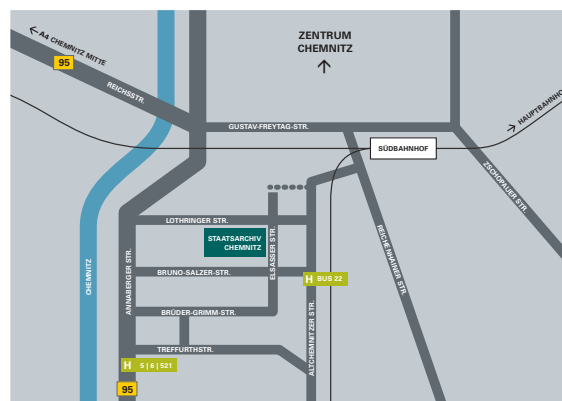 ZENTRUM
CHEMNITZ
A4 CHEMNITZ MITTE
95
REICHSSTR.
GUSTAV-FREYTAG-STR.
HAUPTBAHNHOF
SÜDBAHNHOF
ZSCHOPAUER STR.
LOTHRINGER STR.
STAATSARCHIV
CHEMNITZ
ELSASSER STR.
REICHENHAINER STR.
CHEMNITZ
ANNABERGER STR.
BRUNO-SALZER-STR.
H BUS 22
BRÜDER-GRIMM-STR.
ALTCHEMNITZER STR.
TREFFURTHSTR.
H 5 | 6 | 521
95